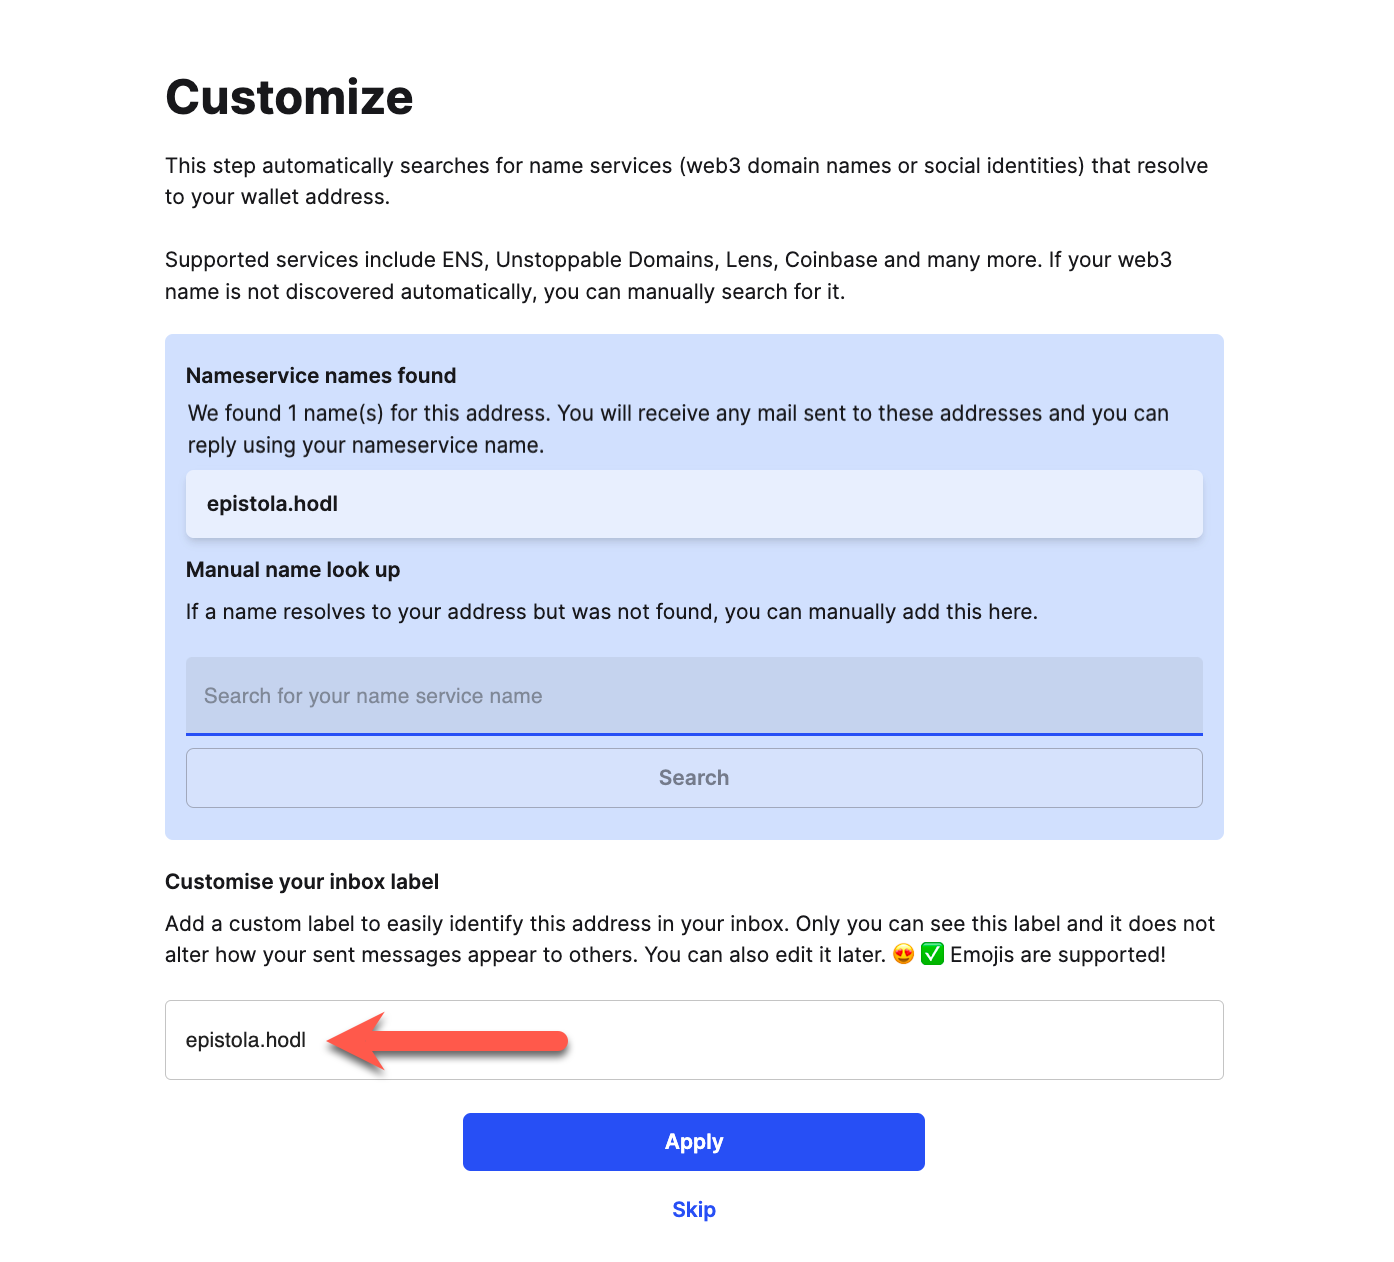 Customize
This step automatically searches for name services (web3 domain names or social identities) that resolve
to your wallet address.
Supported services include ENS, Unstoppable Domains, Lens, Coinbase and many more. If your web3
name is not discovered automatically, you can manually search for it.
Nameservice names found
We found 1 name(s) for this address. You will receive any mail sent to these addresses and you can
reply using your nameservice name.
epistola.hodl
Manual name look up
If a name resolves to your address but was not found, you can manually add this here.
Search for your name service name
Search
Customise your inbox label
Add a custom label to easily identify this address in your inbox. Only you can see this label and it does not
alter how your sent messages appear to others. You can also edit it later. 😍 ✅ Emojis are supported!
epistola.hodl
Apply
Skip